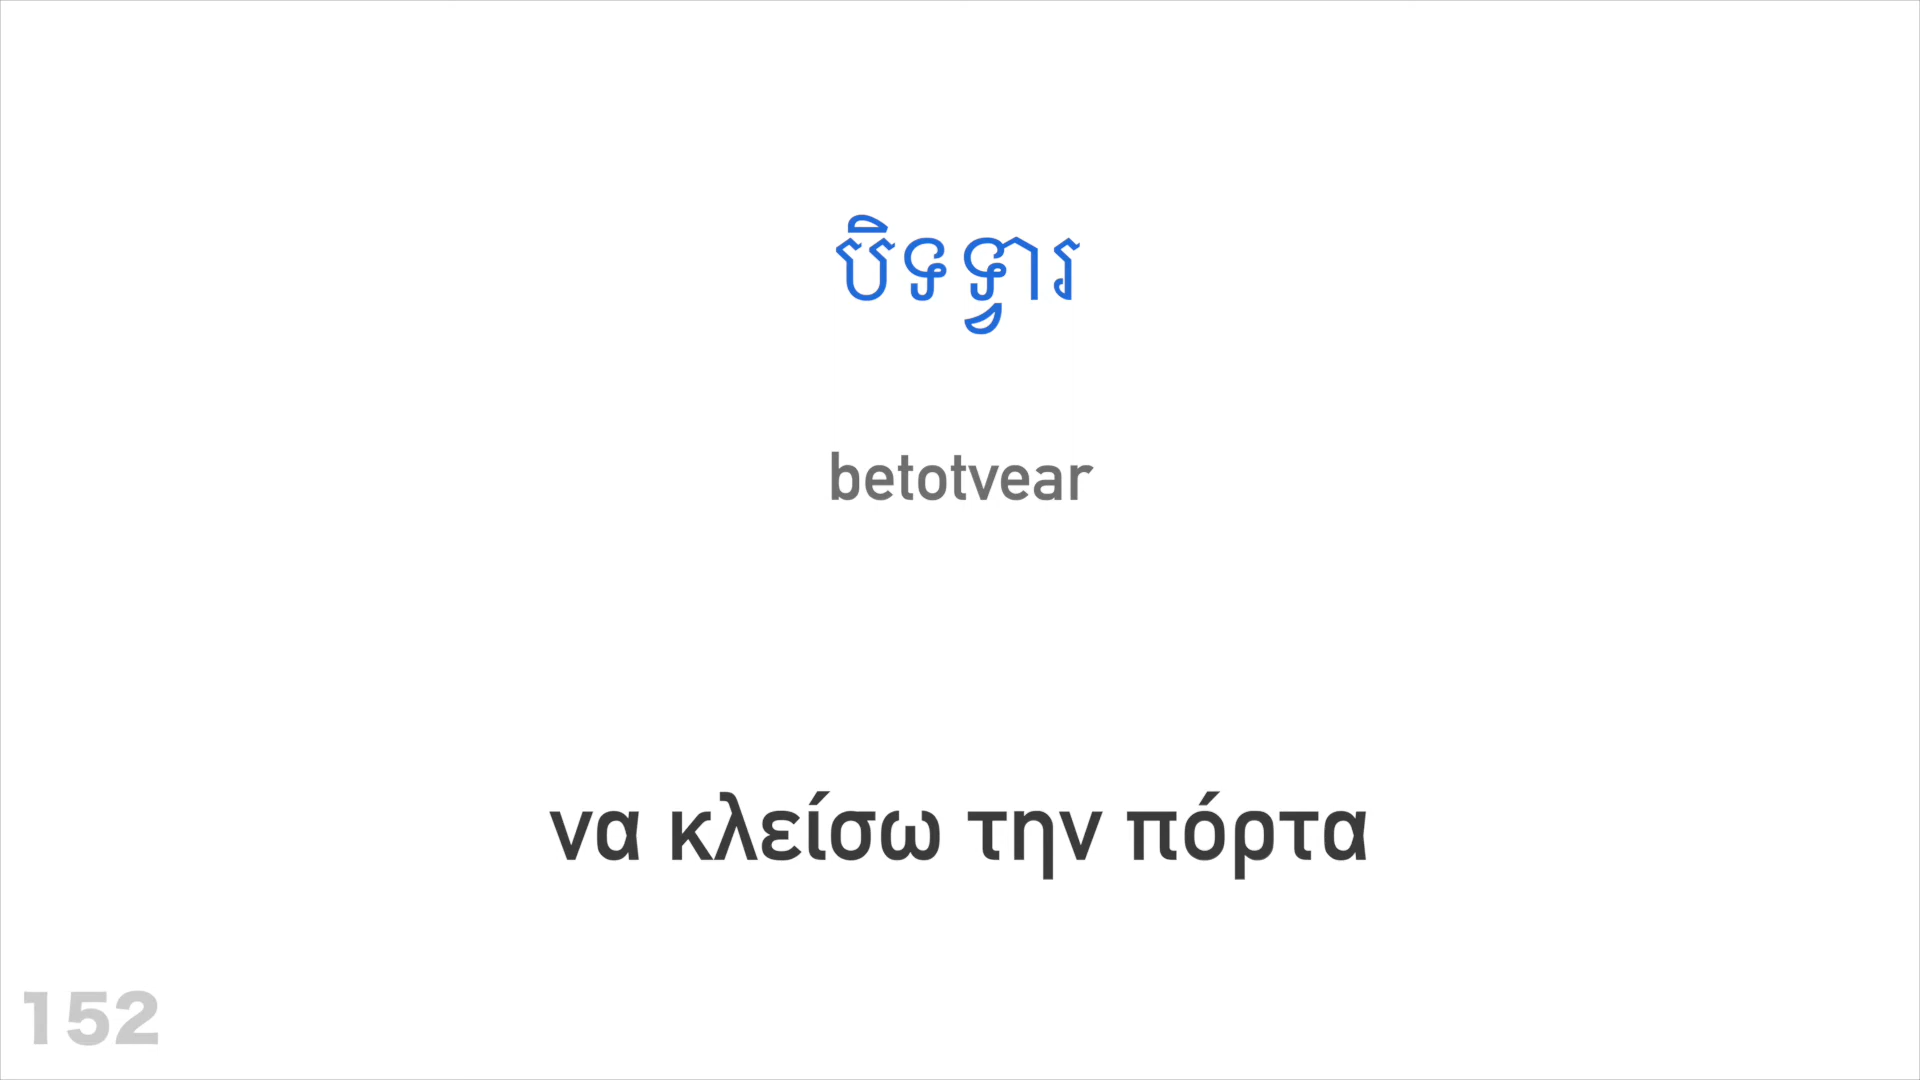 បិទទ្វារ
betotvear
να κλείσω την πόρτα
152